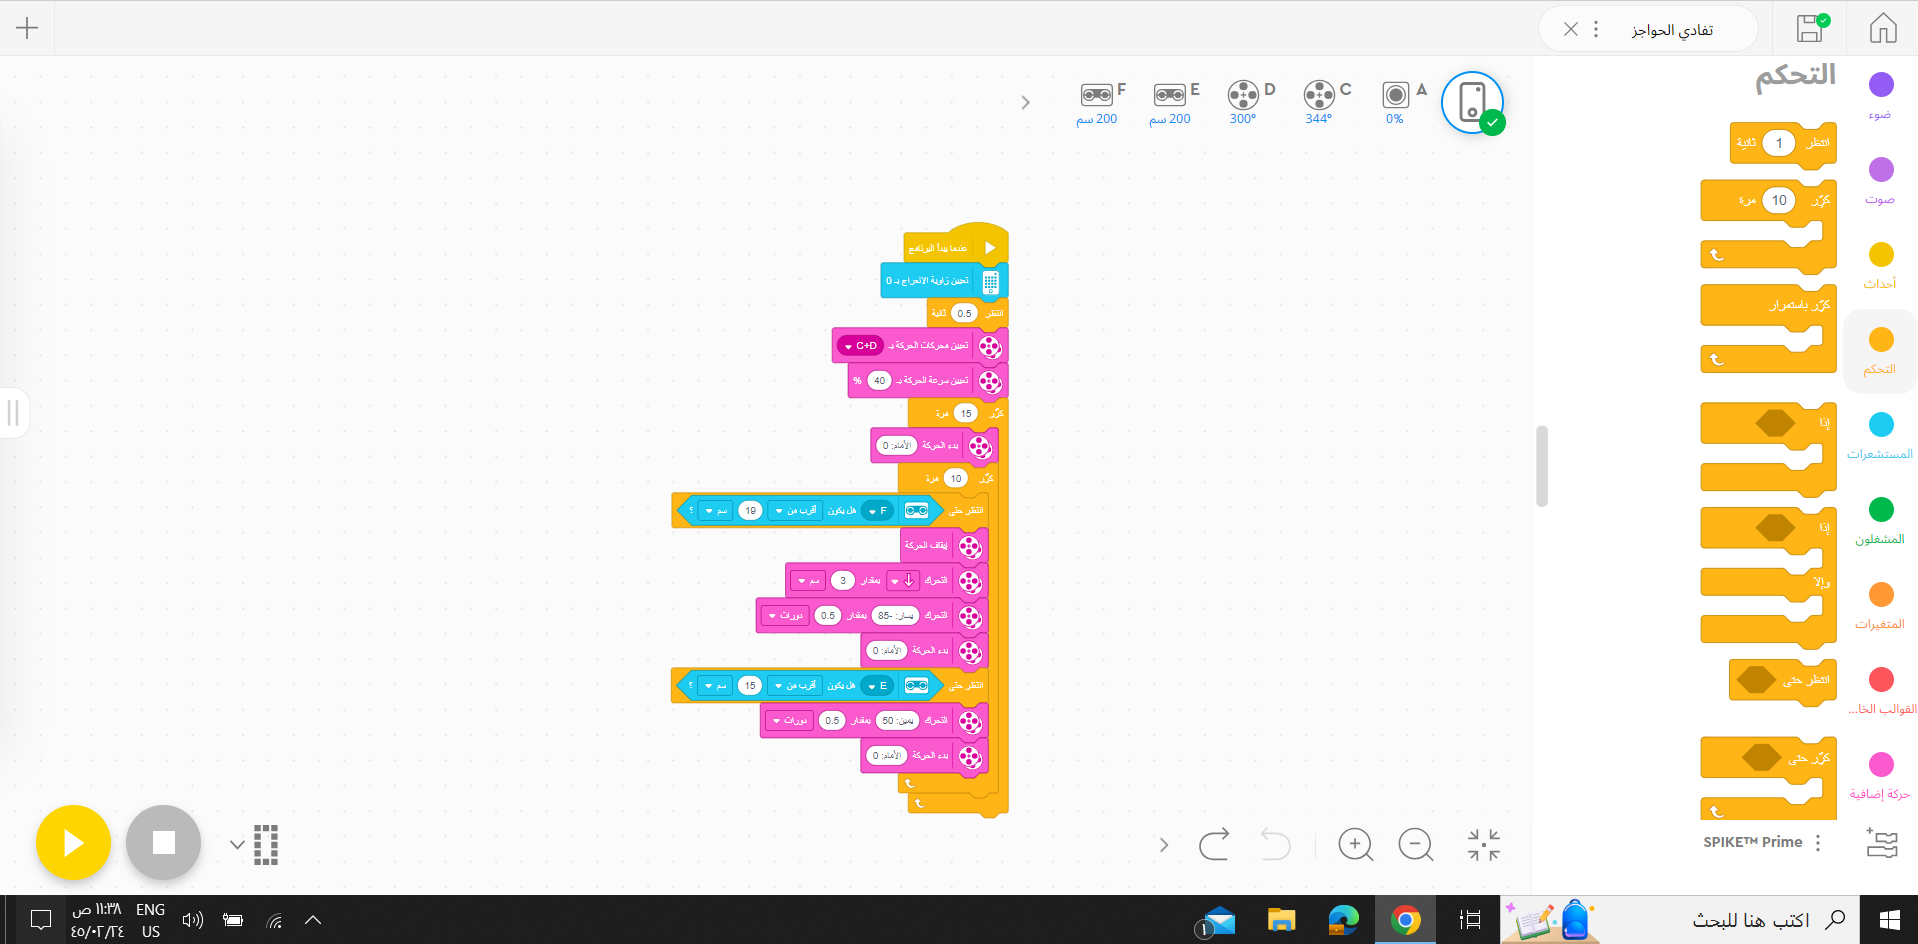 تفادي الحواجز
F
200 سم
E
200 سم
D
300°
C
344°
A
0%
عندما يبدأ البرنامج
تعيين زاوية الانعراج بـ 0
انتظر 0.5 ثانية
تعيين محركات الحركة بـ C+D
تعيين سرعة الحركة بـ 40 %
كرّر 15 مرة
بدء الحركة الأمام: 0
كرّر 10 مرة
انتظر حتى F هل يكون أقرب من 19 سم ؟
إيقاف الحركة
التحرك بمقدار 3 سم
التحرك يسار: -85 بمقدار 0.5 دورات
بدء الحركة الأمام: 0
انتظر حتى E هل يكون أقرب من 15 سم ؟
التحرك يمين: 50 بمقدار 0.5 دورات
بدء الحركة الأمام: 0
التحكم
انتظر 1 ثانية
كرّر 10 مرة
كرّر باستمرار
إذا
إذا
وإلا
انتظر حتى
كرّر حتى
SPIKE™ Prime
ضوء
صوت
أحداث
التحكم
المستشعرات
المشغلون
المتغيرات
القوالب الخا...
حركة إضافية
اكتب هنا للبحث
١
ENG
US
١١:٣٨ ص
٤٥/٠٢/٢٤